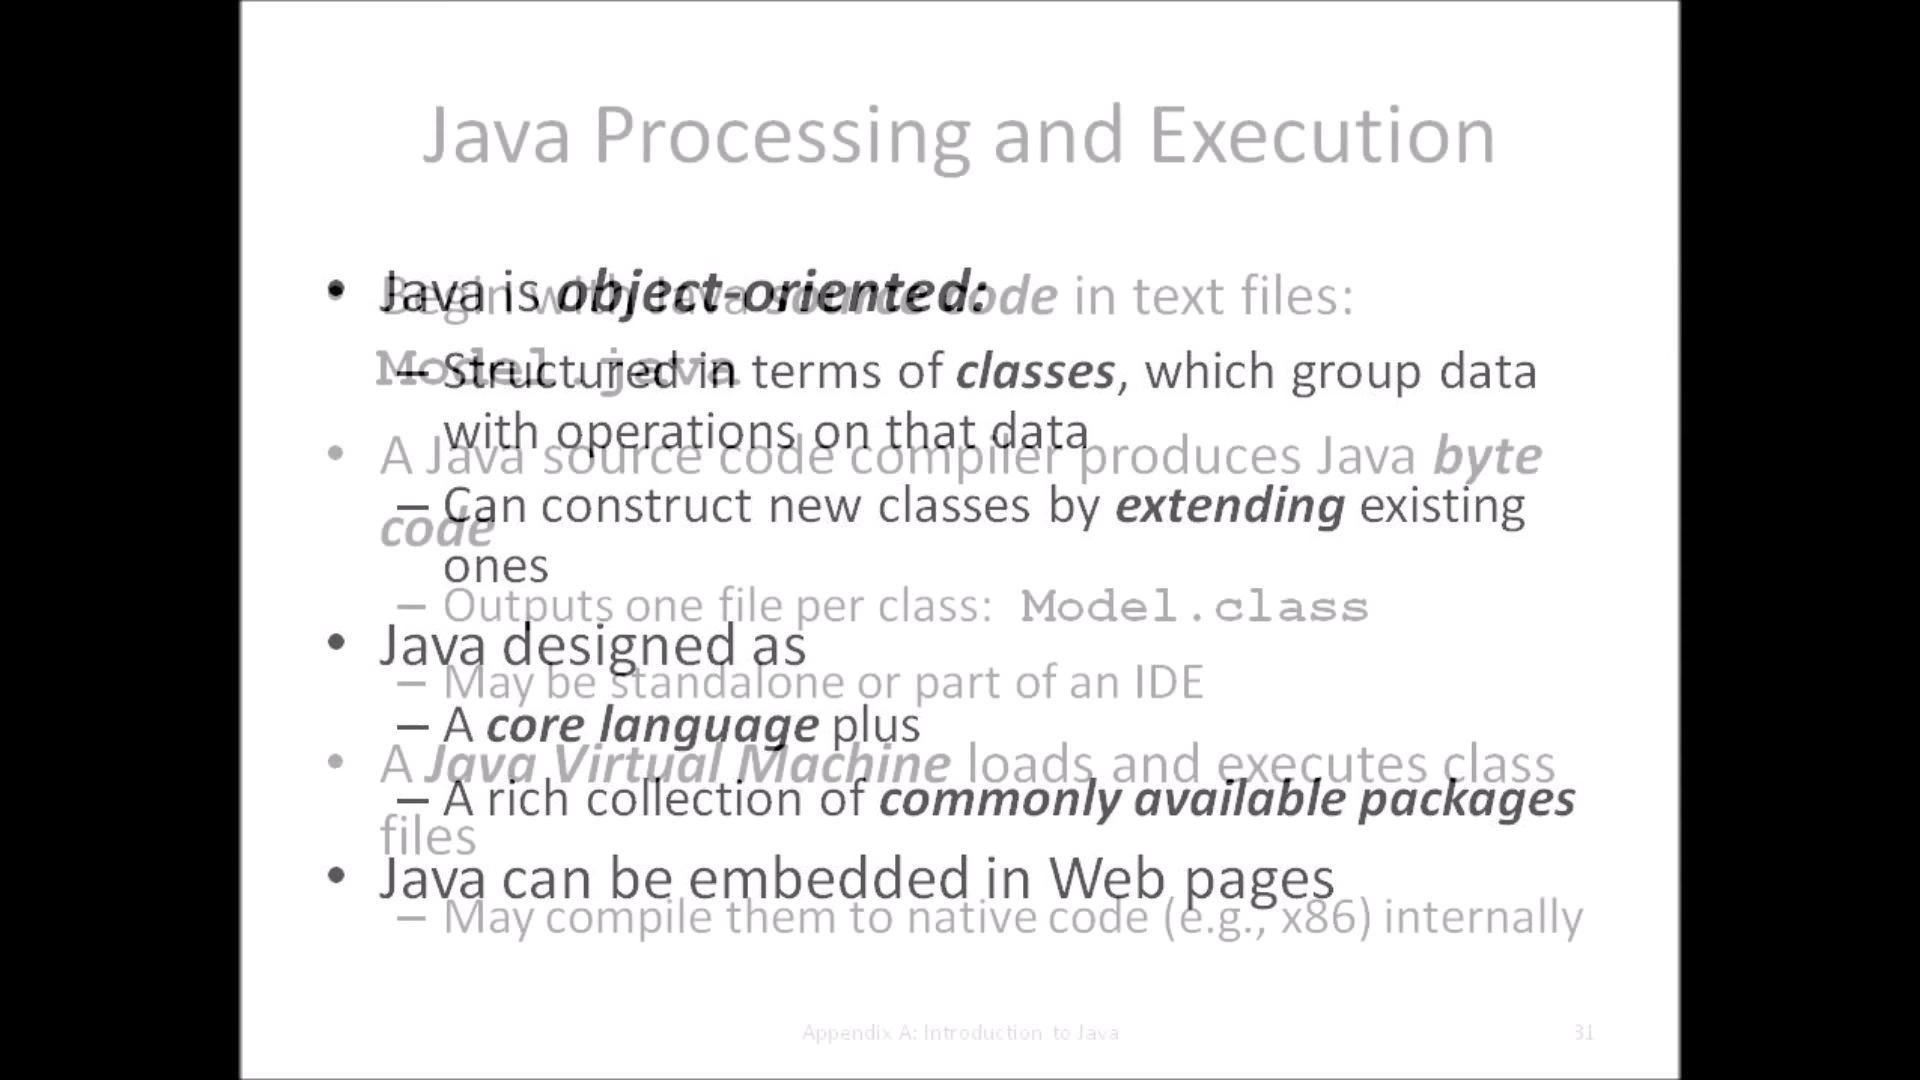 Java Processing and Execution
• Java is object-oriented:
– Structured in terms of classes, which group data
with operations on that data
– Can construct new classes by extending existing
ones
• Java designed as
– A core language plus
– A rich collection of commonly available packages
• Java can be embedded in Web pages
• Begin with Java source code in text files:
Model.java
• A Java source code compiler produces Java byte
code
– Outputs one file per class: Model.class
– May be standalone or part of an IDE
• A Java Virtual Machine loads and executes class
files
– May compile them to native code (e.g., x86) internally
Appendix A: Introduction to Java
31